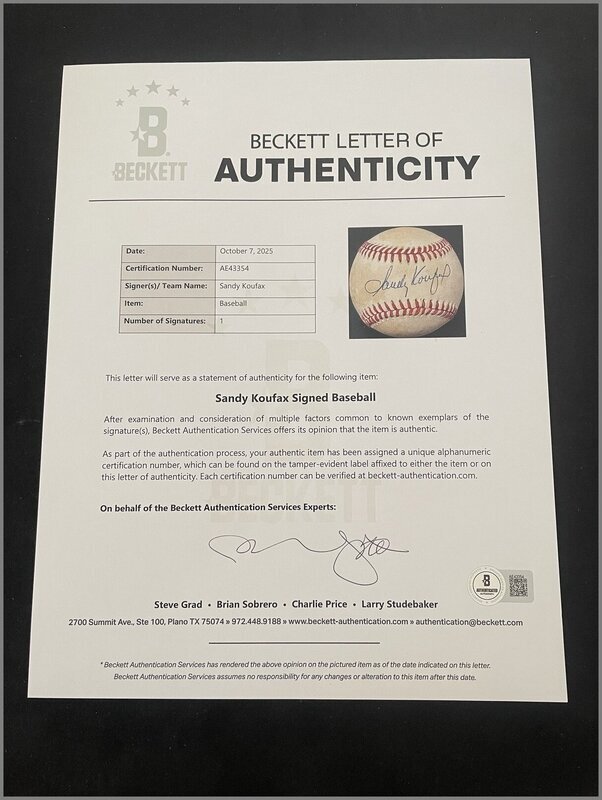 B
BECKETT
BECKETT LETTER OF
AUTHENTICITY
Date: October 7, 2025
Certification Number: AE43354
Signer(s)/ Team Name: Sandy Koufax
Item: Baseball
Number of Signatures: 1
Sandy Koufax
This letter will serve as a statement of authenticity for the following item:
Sandy Koufax Signed Baseball
After examination and consideration of multiple factors common to known exemplars of the
signature(s), Beckett Authentication Services offers its opinion that the item is authentic.
As part of the authentication process, your authentic item has been assigned a unique alphanumeric
certification number, which can be found on the tamper-evident label affixed to either the item or on
this letter of authenticity. Each certification number can be verified at beckett-authentication.com.
On behalf of the Beckett Authentication Services Experts:
B
Steve Grad • Brian Sobrero • Charlie Price • Larry Studebaker
2700 Summit Ave., Ste 100, Plano TX 75074 » 972.448.9188 » www.beckett-authentication.com » authentication@beckett.com
* Beckett Authentication Services has rendered the above opinion on the pictured item as of the date indicated on this letter.
Beckett Authentication Services assumes no responsibility for any changes or alteration to this item after this date.